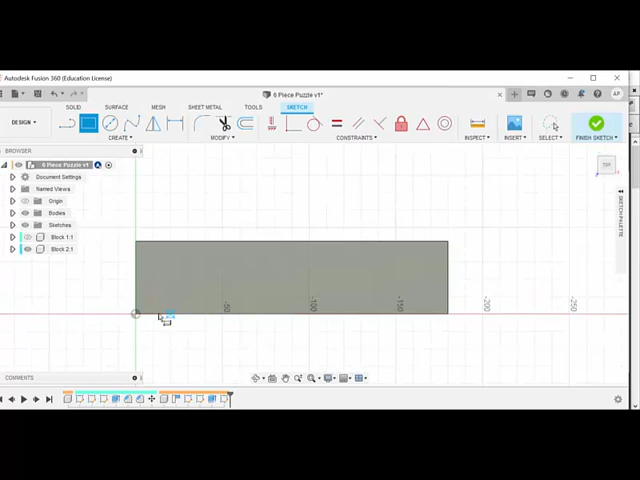 Autodesk Fusion 360 (Education License)
6 Piece Puzzle v1*
AP
SOLID SURFACE MESH SHEET METAL TOOLS SKETCH
DESIGN
CREATE MODIFY CONSTRAINTS INSPECT INSERT SELECT FINISH SKETCH
BROWSER
6 Piece Puzzle v1
Document Settings
Named Views
Origin
Bodies
Sketches
Block 1:1
Block 2:1
TOP
SKETCH PALETTE
-50
-100
-150
-200
-250
COMMENTS